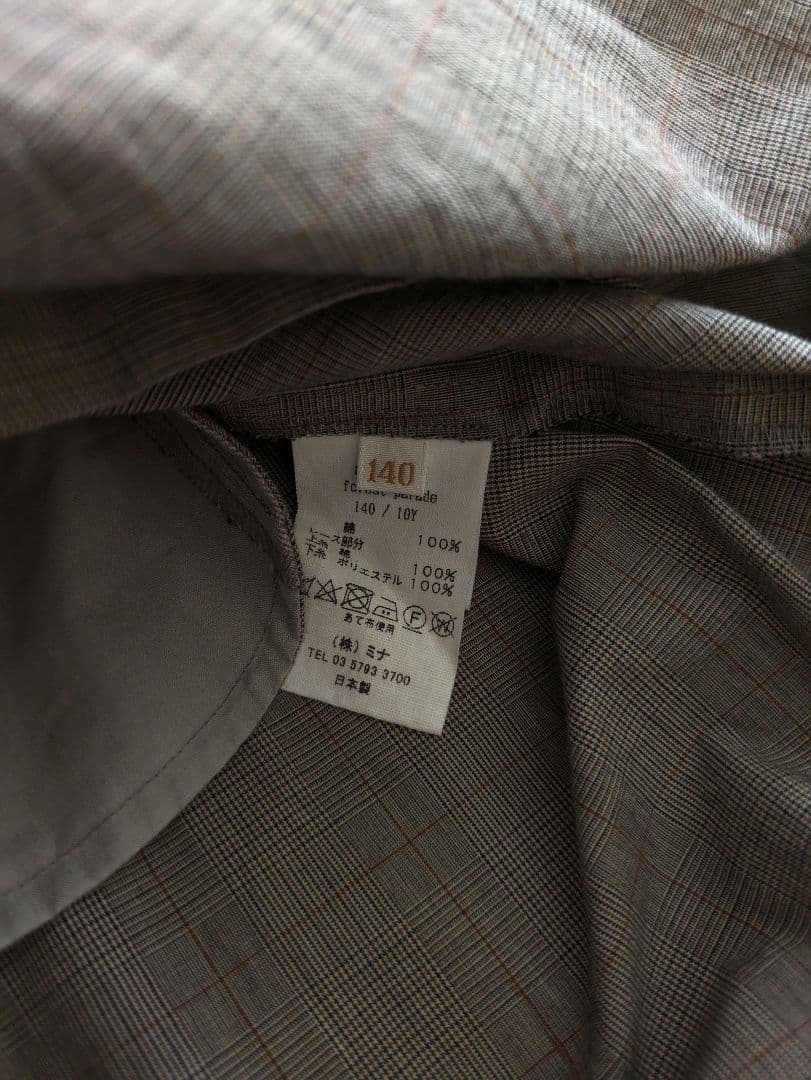 140
forest parade
140 / 10Y
綿 100%
レース部分
上糸 綿 100%
下糸 ポリエステル 100%
あて布使用
F
W
(株)ミナ
TEL 03 5793 3700
日本製